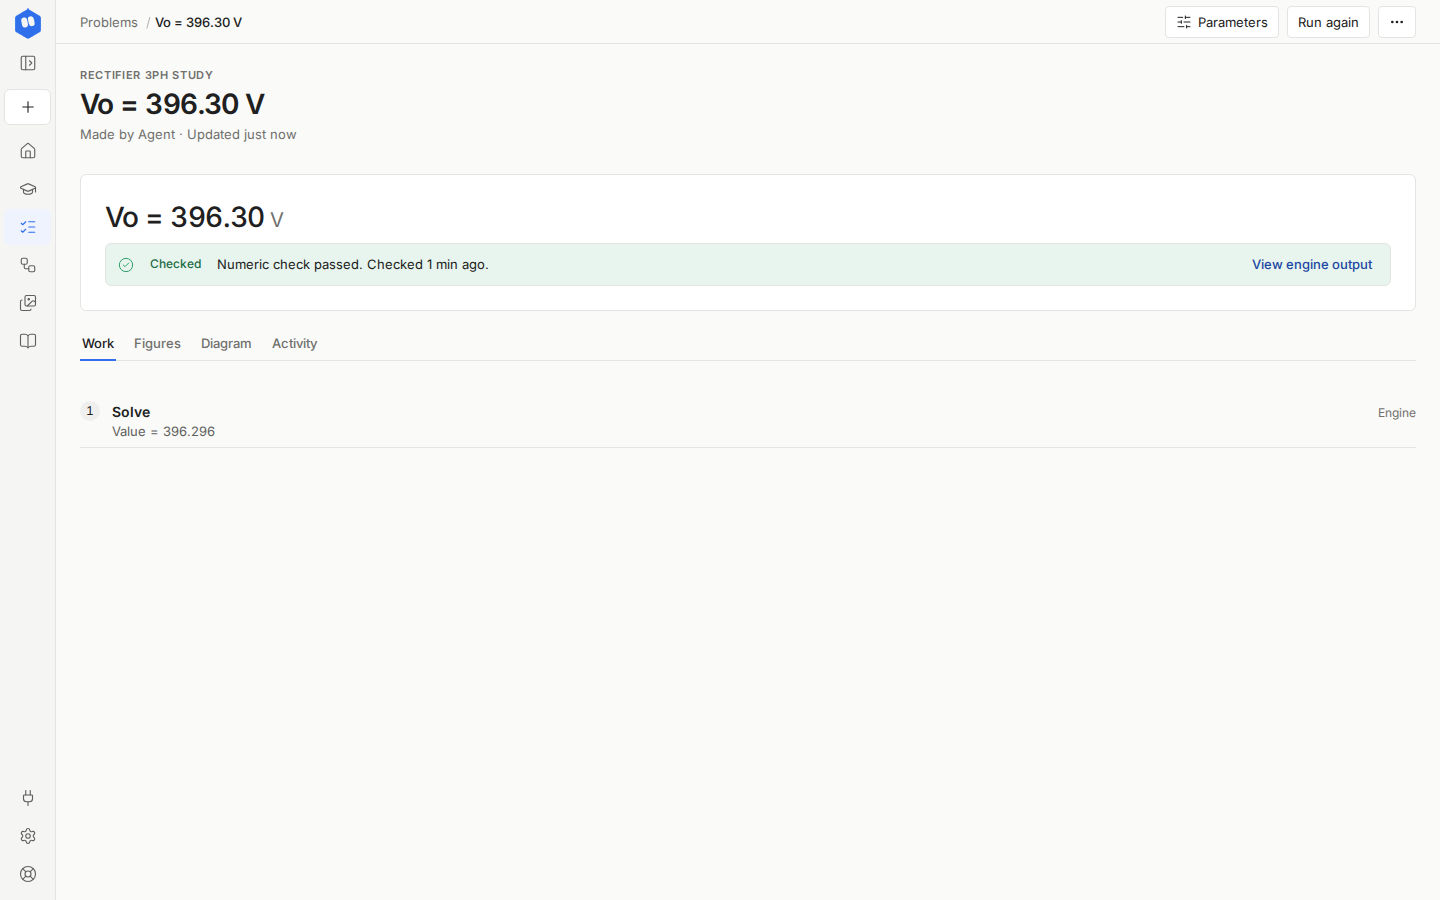 Problems / Vo = 396.30 V
Parameters
Run again
RECTIFIER 3PH STUDY
Vo = 396.30 V
Made by Agent · Updated just now
Vo = 396.30 V
Checked Numeric check passed. Checked 1 min ago.
View engine output
Work Figures Diagram Activity
1 Solve
Engine
Value = 396.296